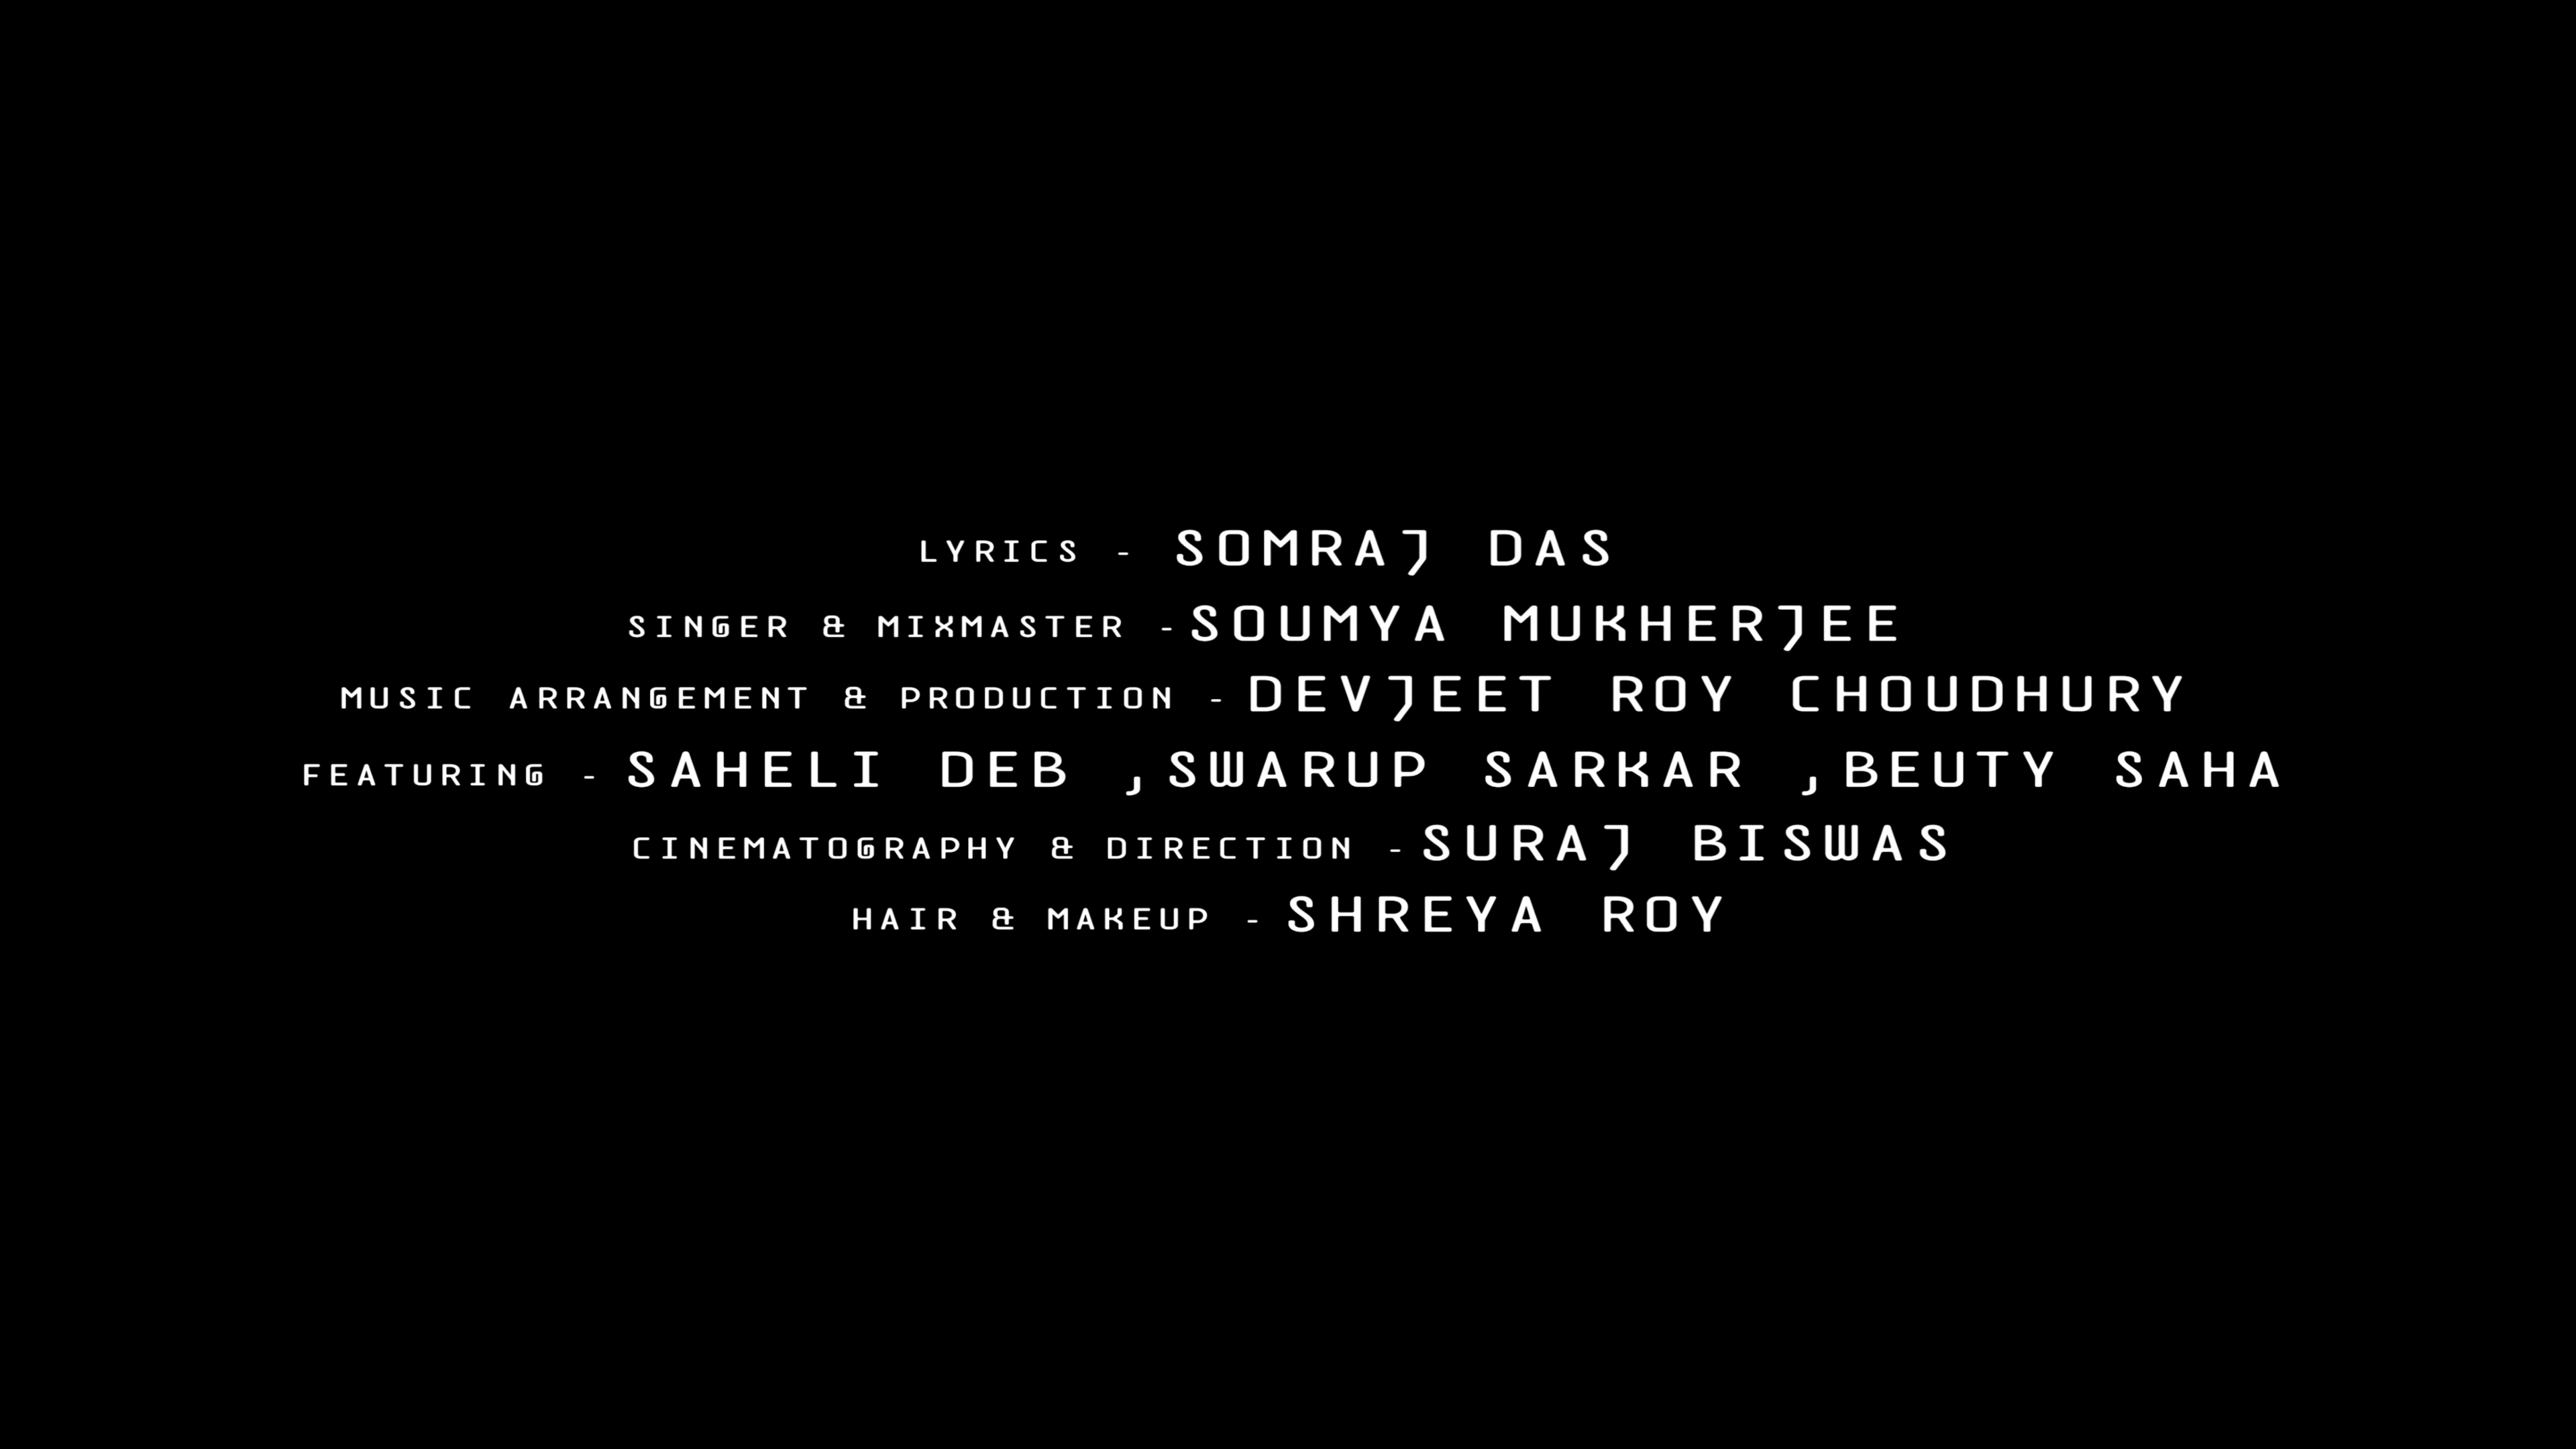 LYRICS - SOMRAJ DAS
SINGER & MIXMASTER - SOUMYA MUKHERJEE
MUSIC ARRANGEMENT & PRODUCTION - DEVJEET ROY CHOUDHURY
FEATURING - SAHELI DEB ,SWARUP SARKAR ,BEUTY SAHA
CINEMATOGRAPHY & DIRECTION - SURAJ BISWAS
HAIR & MAKEUP - SHREYA ROY